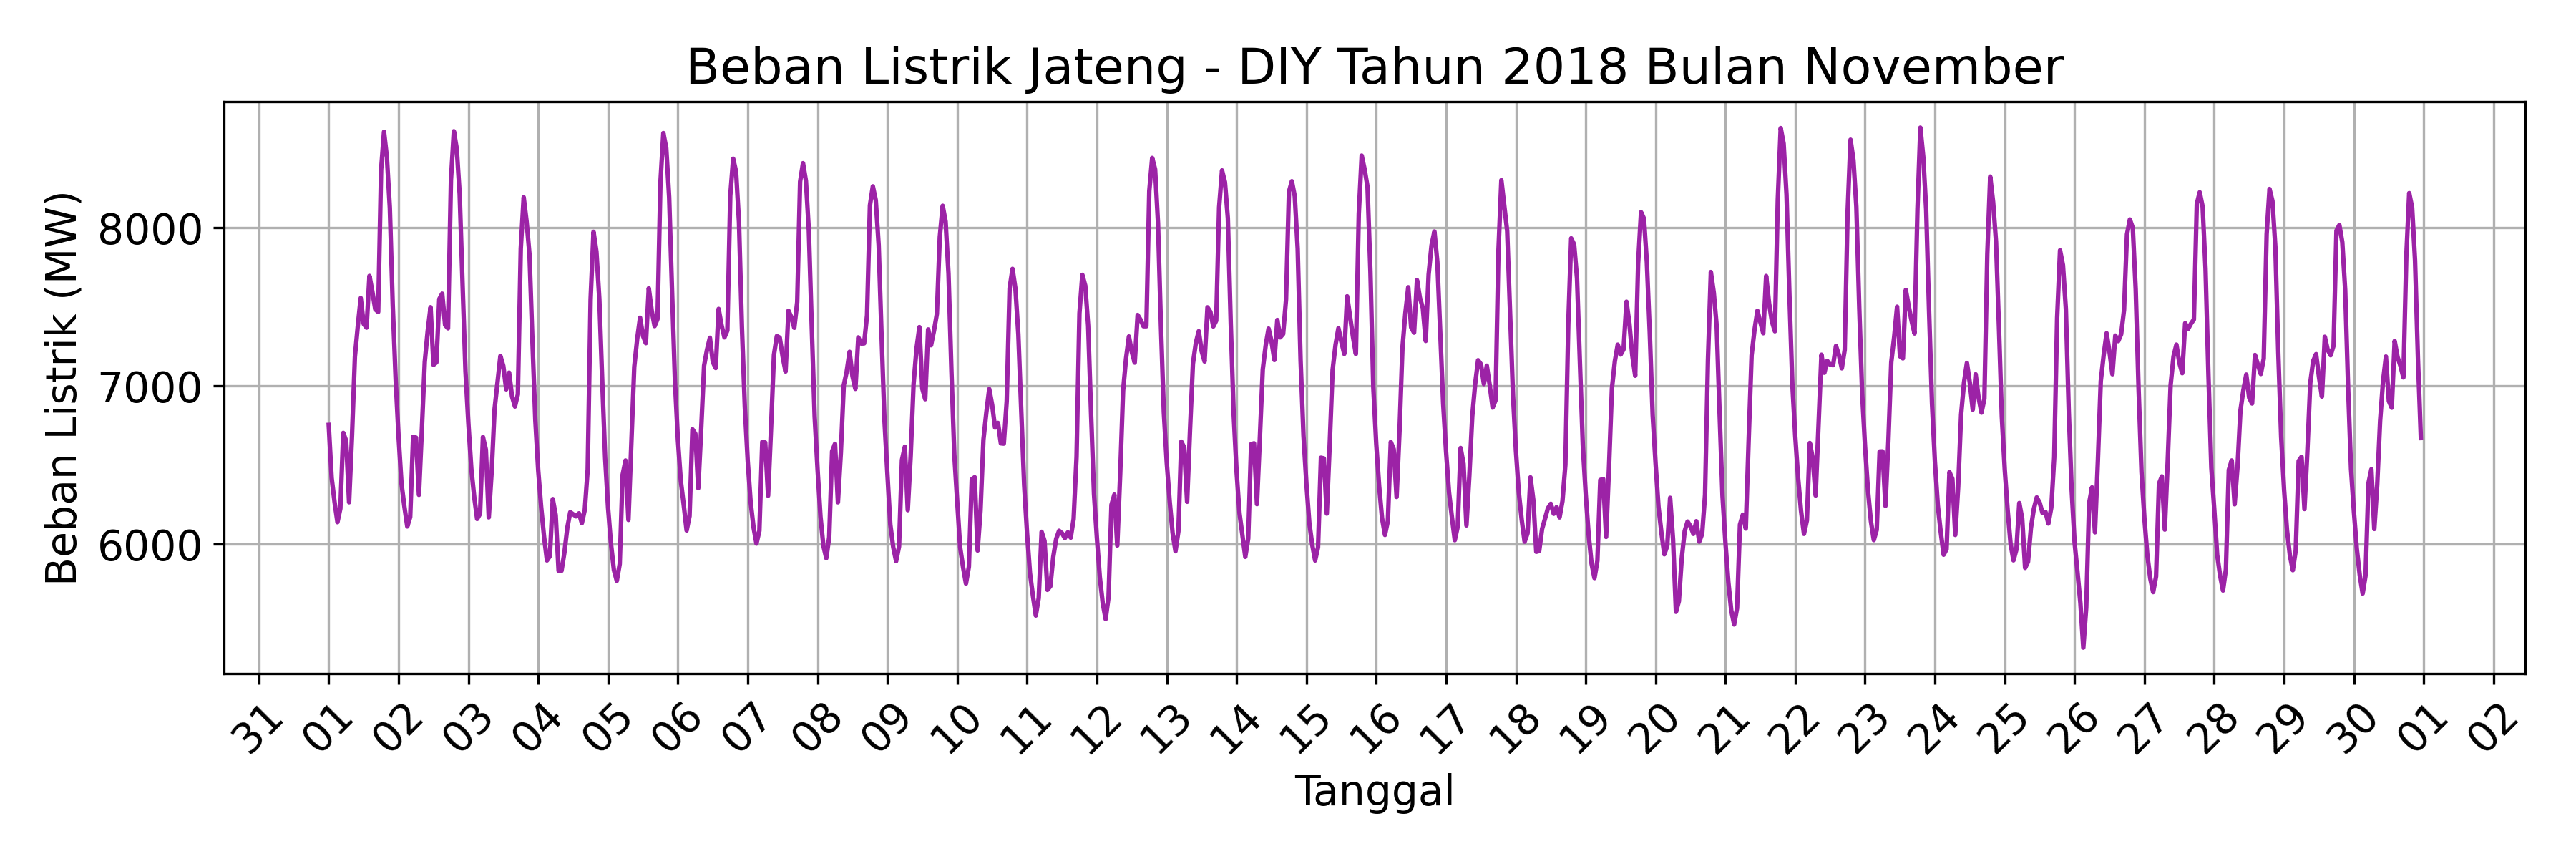 Beban Listrik Jateng - DIY Tahun 2018 Bulan November
Beban Listrik (MW)
8000
7000
6000
31 01 02 03 04 05 06 07 08 09 10 11 12 13 14 15 16 17 18 19 20 21 22 23 24 25 26 27 28 29 30 01 02
Tanggal